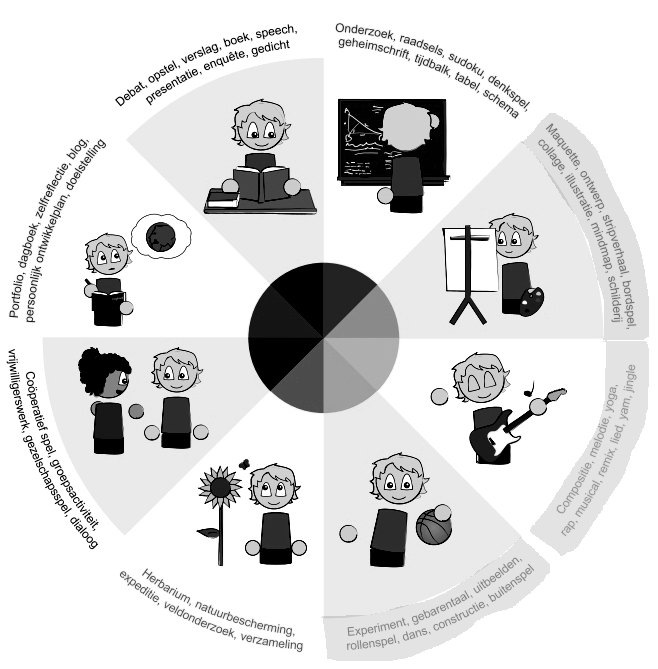 Debat, opstel, verslag, boek, speech,
presentatie, enquête, gedicht
Onderzoek, raadsels, sudoku, denkspel,
geheimschrift, tijdbalk, tabel, schema
Maquette, ontwerp, stripverhaal, bordspel,
collage, illustratie, mindmap, schilderij
Compositie, melodie, yoga,
rap, musical, remix, lied, yam, jingle
Experiment, gebarentaal, uitbeelden,
rollenspel, dans, constructie, buitenspel
Herbarium, natuurbescherming,
expeditie, veldonderzoek, verzameling
Coöperatief spel, groepsactiviteit,
vrijwilligerswerk, gezelschapsspel, dialoog
Portfolio, dagboek, zelfreflectie, blog,
persoonlijk ontwikkelplan, doelstelling